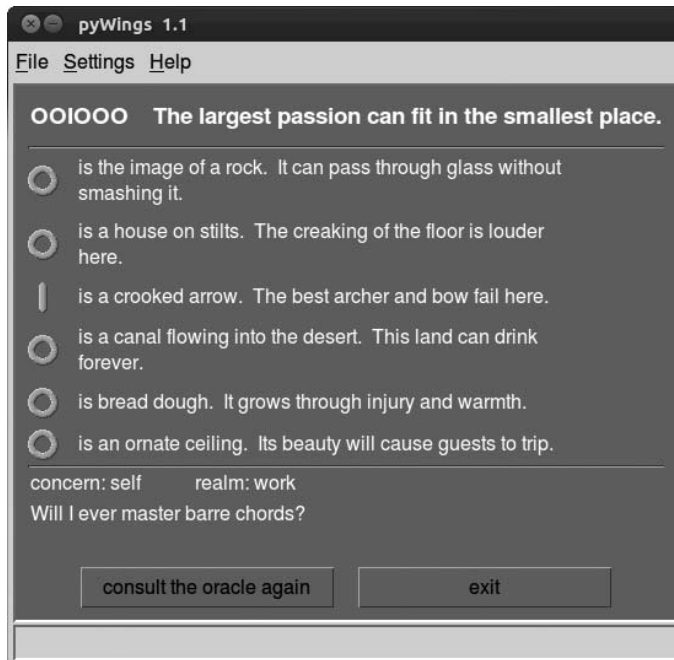 pyWings 1.1
File Settings Help
OOIOOO The largest passion can fit in the smallest place.
is the image of a rock. It can pass through glass without
smashing it.
is a house on stilts. The creaking of the floor is louder
here.
is a crooked arrow. The best archer and bow fail here.
is a canal flowing into the desert. This land can drink
forever.
is bread dough. It grows through injury and warmth.
is an ornate ceiling. Its beauty will cause guests to trip.
concern: self realm: work
Will I ever master barre chords?
consult the oracle again exit